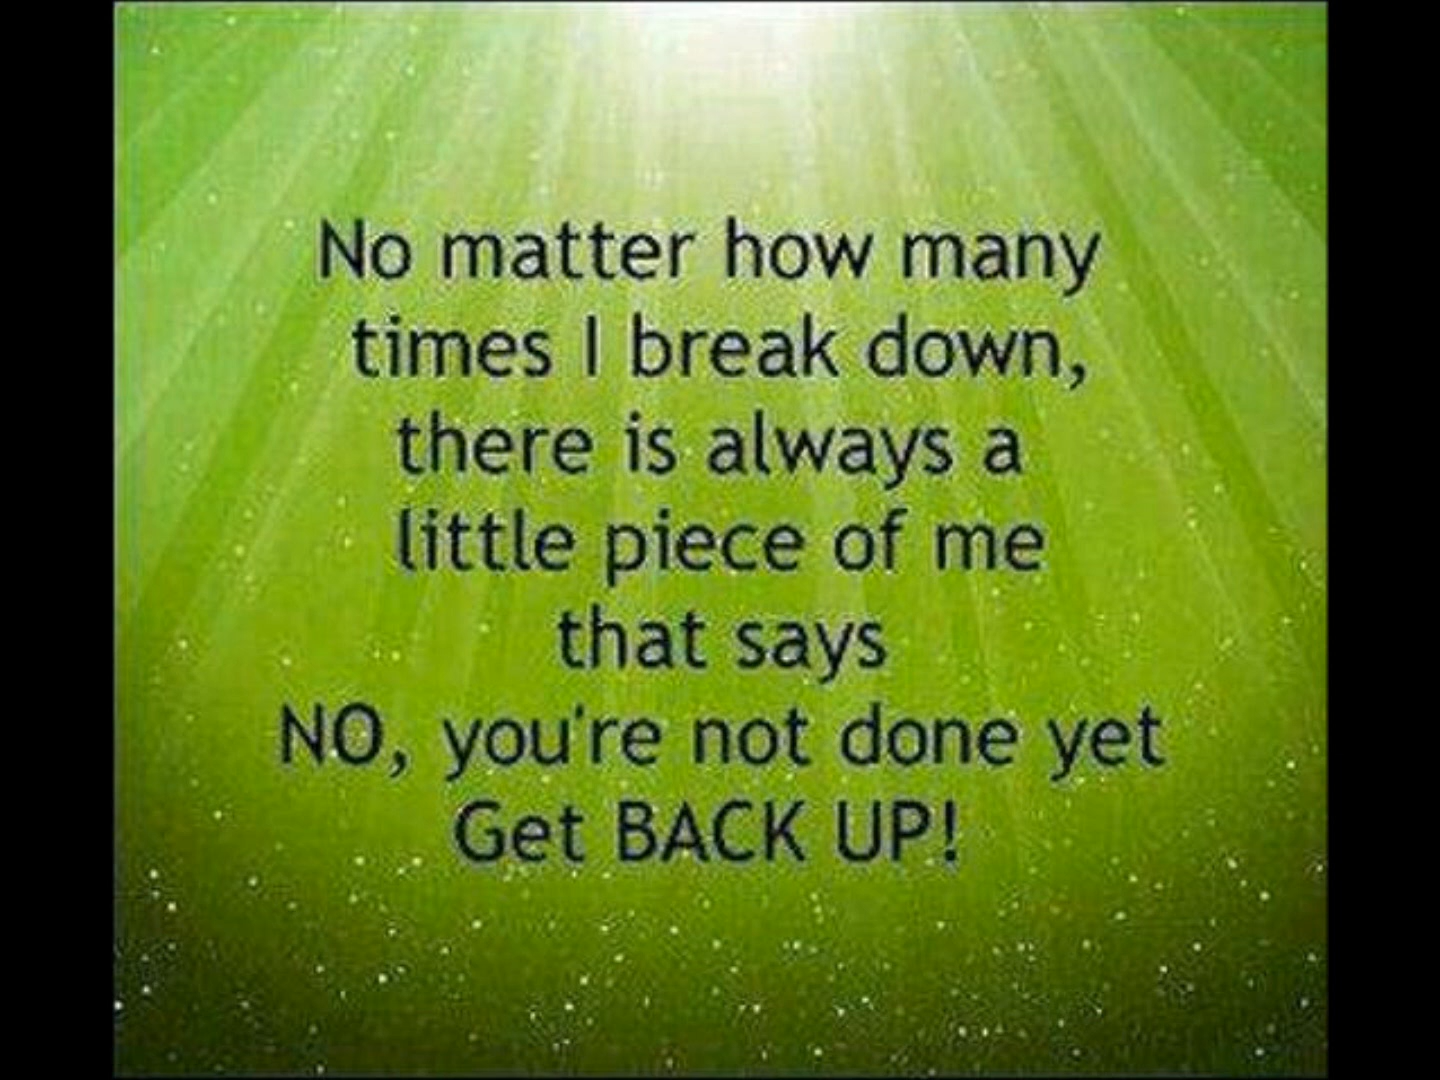 No matter how many
times I break down,
there is always a
little piece of me
that says
NO, you're not done yet
Get BACK UP!